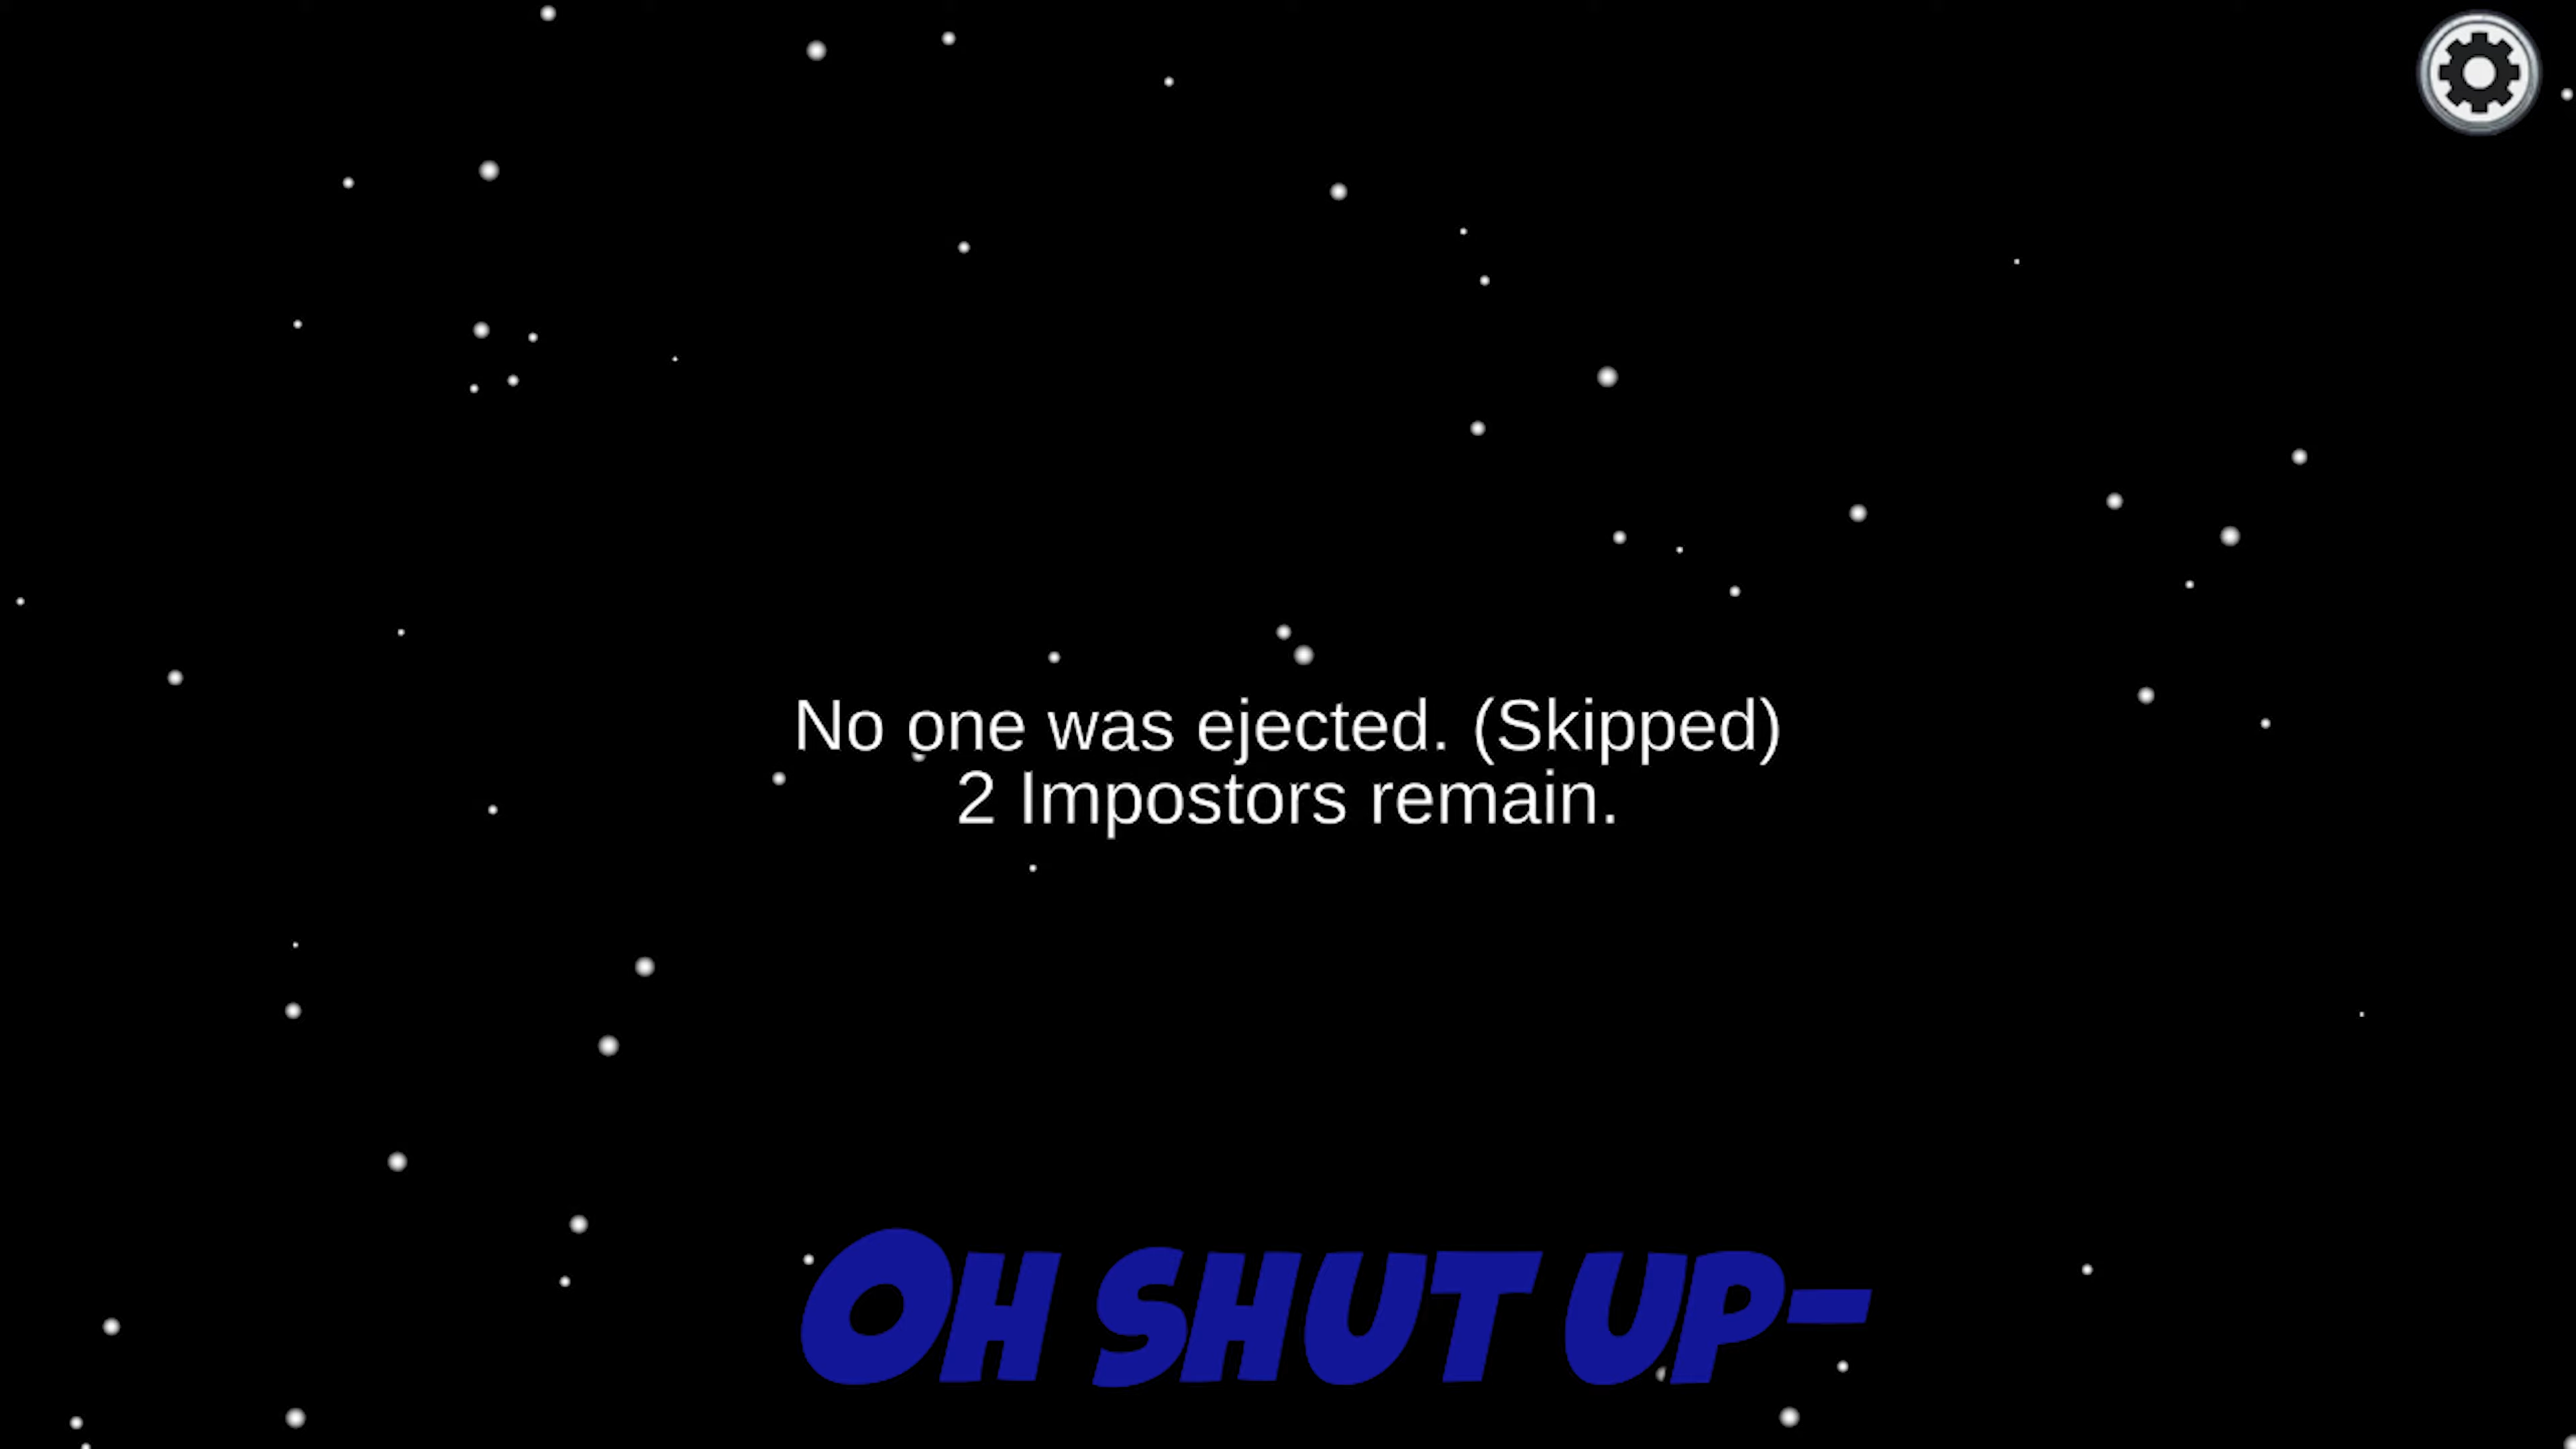 No one was ejected. (Skipped)
2 Impostors remain.
OH SHUT UP-